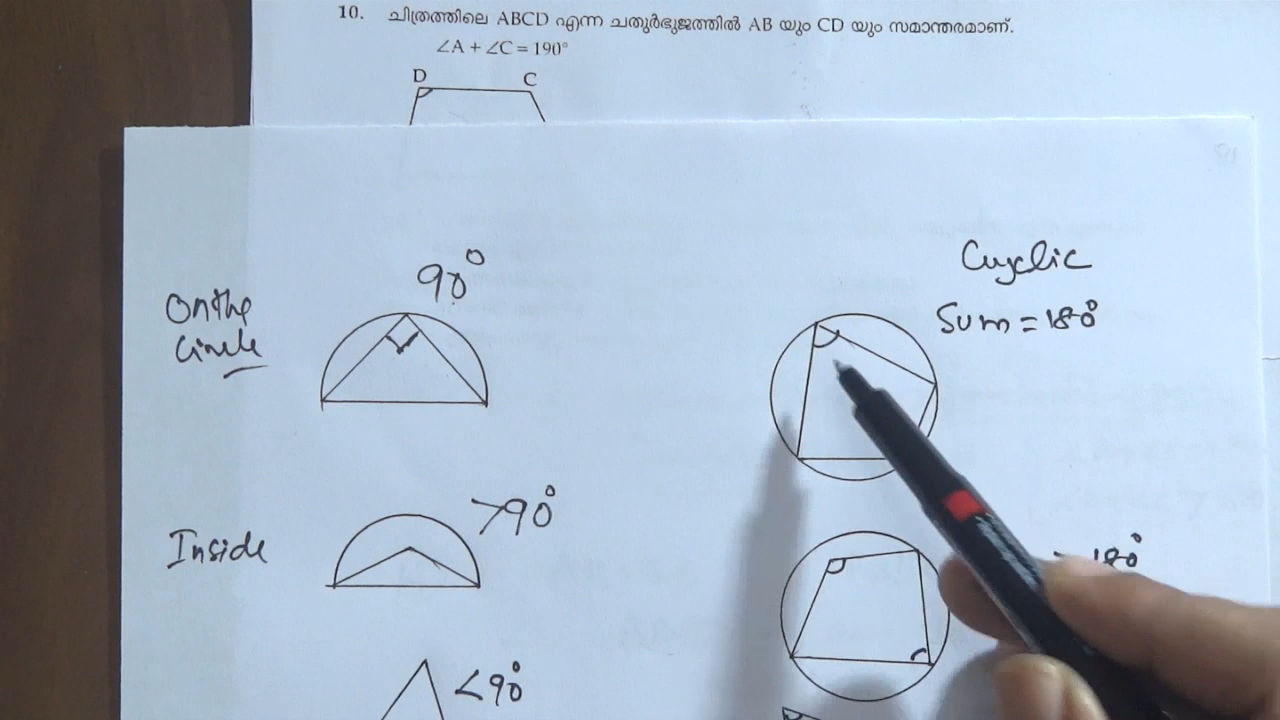 10. ചിത്രത്തിലെ ABCD എന്ന ചതുർഭുജത്തിൽ AB യും CD യും സമാന്തരമാണ്.
∠A + ∠C = 190°
D C
On the
Circle
90°
Cyclic
Sum = 180°
Inside
>90°
180°
<90°